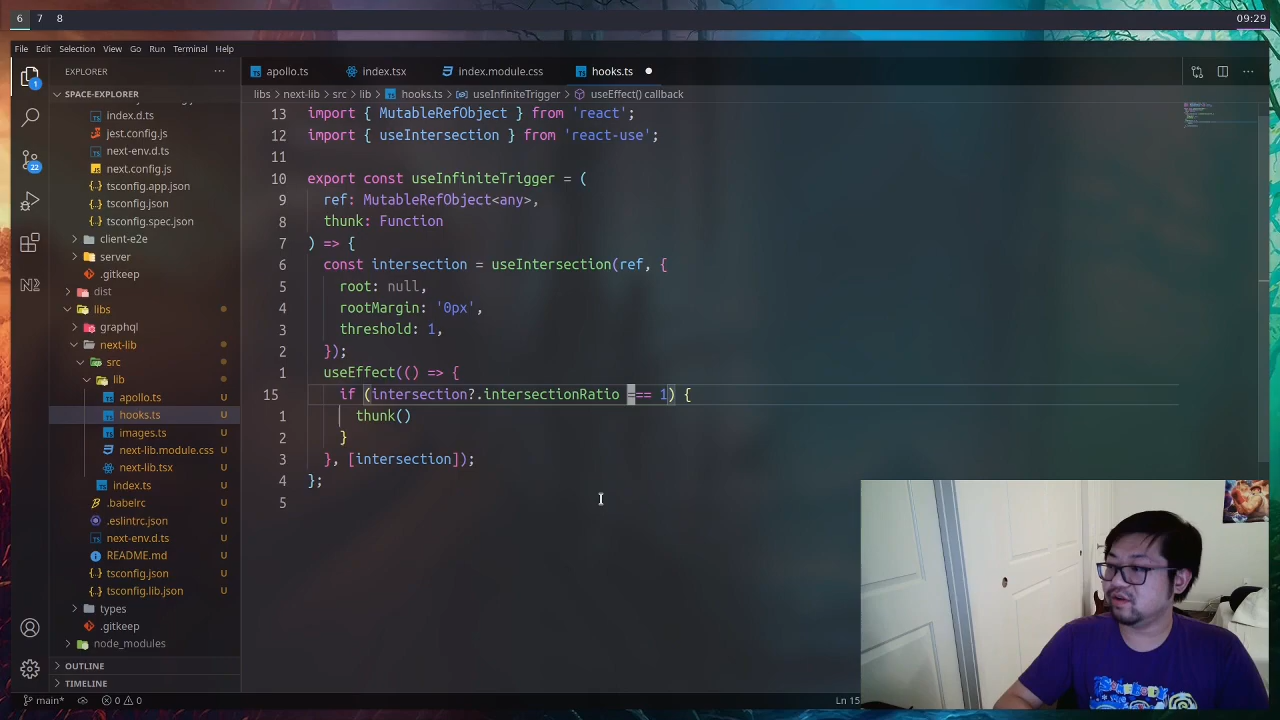 6 7 8 09:29
File Edit Selection View Go Run Terminal Help
EXPLORER ···
apollo.ts index.tsx index.module.css hooks.ts
SPACE-EXPLORER
libs > next-lib > src > lib > hooks.ts > useInfiniteTrigger > useEffect() callback
index.d.ts
jest.config.js
next-env.d.ts
next.config.js
tsconfig.app.json
tsconfig.json
tsconfig.spec.json
client-e2e
server
.gitkeep
dist
libs
graphql
next-lib
src
lib
apollo.ts U
hooks.ts U
images.ts U
next-lib.module.css U
next-lib.tsx U
index.ts U
.babelrc U
.eslintrc.json U
next-env.d.ts U
README.md U
tsconfig.json U
tsconfig.lib.json U
types
.gitkeep
node_modules
OUTLINE
TIMELINE
1
22
13 import { MutableRefObject } from 'react';
12 import { useIntersection } from 'react-use';
11
10 export const useInfiniteTrigger = (
9 ref: MutableRefObject<any>,
8 thunk: Function
7 ) => {
6 const intersection = useIntersection(ref, {
5 root: null,
4 rootMargin: '0px',
3 threshold: 1,
2 });
1 useEffect(() => {
15 if (intersection?.intersectionRatio === 1) {
1 thunk()
2 }
3 }, [intersection]);
4 };
5
main* 0 0 Ln 15